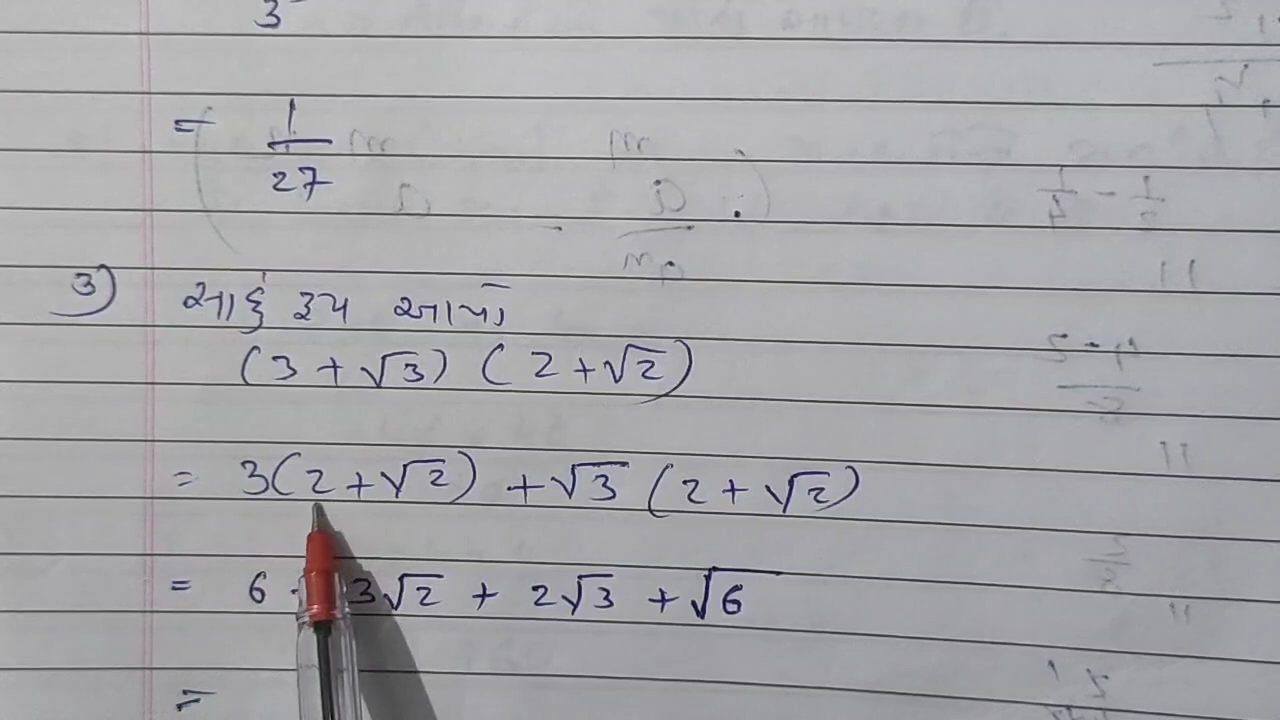 3
= 1/27
3) સાદું રૂપ આપો
(3 + √3) (2 + √2)
= 3(2 + √2) + √3 (2 + √2)
= 6 3√2 + 2√3 + √6
=